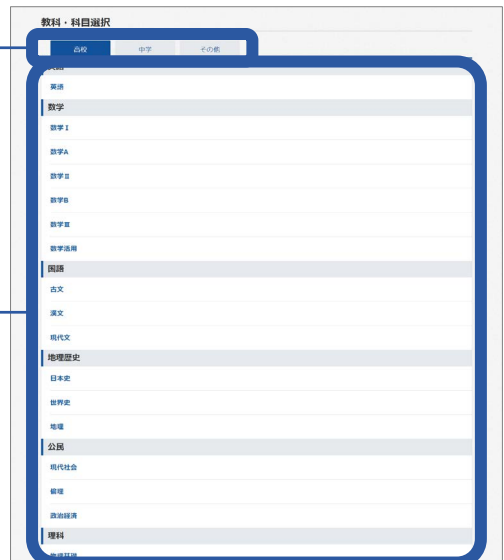 教科・科目選択
高校 中学 その他
英語
数学
数学Ⅰ
数学A
数学Ⅱ
数学B
数学Ⅲ
数学活用
国語
古文
漢文
現代文
地理歴史
日本史
世界史
地理
公民
現代社会
倫理
政治経済
理科